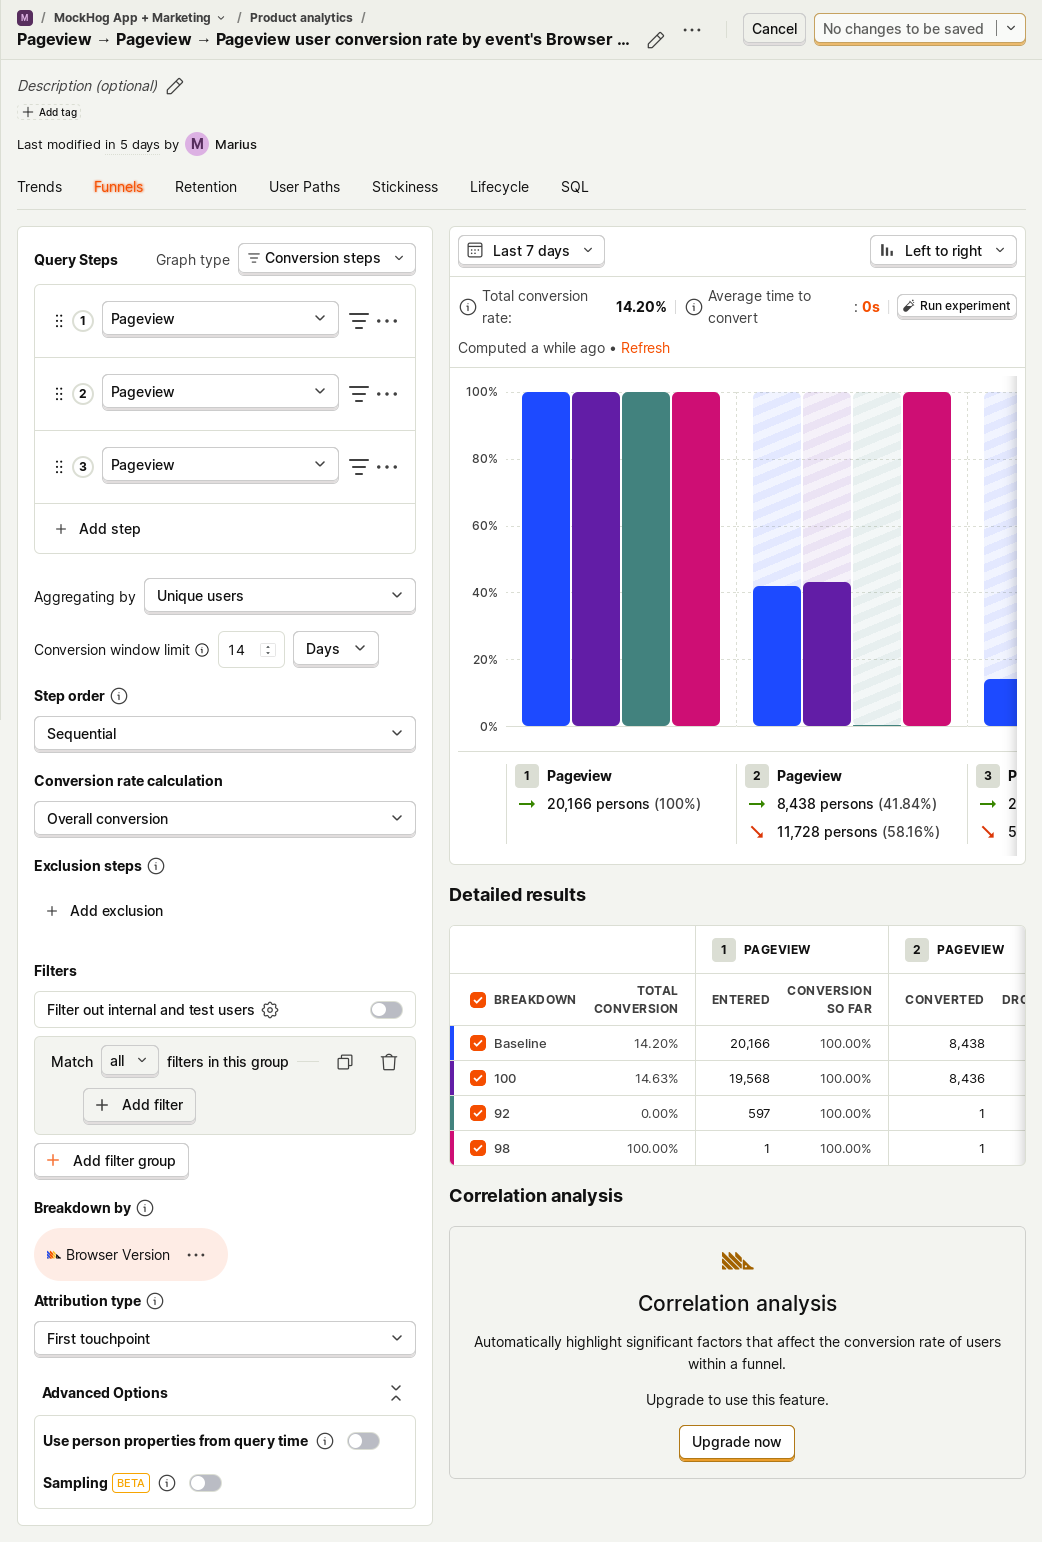 M / MockHog App + Marketing / Product analytics /
Pageview → Pageview → Pageview user conversion rate by event's Browser ...
Cancel
No changes to be saved
Description (optional)
Add tag
Last modified in 5 days by M Marius
Trends Funnels Retention User Paths Stickiness Lifecycle SQL
Query Steps Graph type Conversion steps
1 Pageview
2 Pageview
3 Pageview
+ Add step
Aggregating by Unique users
Conversion window limit 14 Days
Step order
Sequential
Conversion rate calculation
Overall conversion
Exclusion steps
+ Add exclusion
Filters
Filter out internal and test users
Match all filters in this group
+ Add filter
+ Add filter group
Breakdown by
Browser Version
Attribution type
First touchpoint
Advanced Options
Use person properties from query time
Sampling BETA
Last 7 days Left to right
Total conversion rate: 14.20%
Average time to convert : 0s
Run experiment
Computed a while ago • Refresh
100%
80%
60%
40%
20%
0%
1 Pageview
20,166 persons (100%)
2 Pageview
8,438 persons (41.84%)
11,728 persons (58.16%)
3 P
2
5
Detailed results
1 PAGEVIEW 2 PAGEVIEW
BREAKDOWN TOTAL CONVERSION ENTERED CONVERSION SO FAR CONVERTED DRO
Baseline 14.20% 20,166 100.00% 8,438
100 14.63% 19,568 100.00% 8,436
92 0.00% 597 100.00% 1
98 100.00% 1 100.00% 1
Correlation analysis
Correlation analysis
Automatically highlight significant factors that affect the conversion rate of users
within a funnel.
Upgrade to use this feature.
Upgrade now